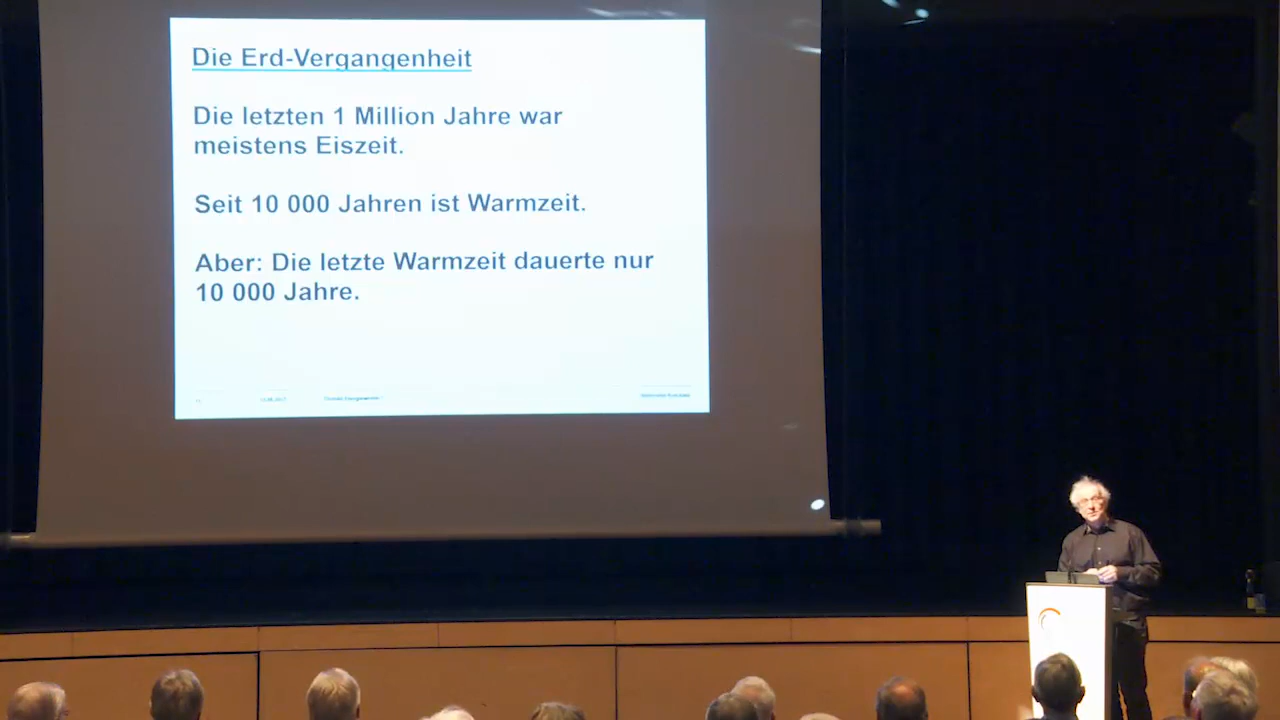 Die Erd-Vergangenheit
Die letzten 1 Million Jahre war
meistens Eiszeit.
Seit 10 000 Jahren ist Warmzeit.
Aber: Die letzte Warmzeit dauerte nur
10 000 Jahre.